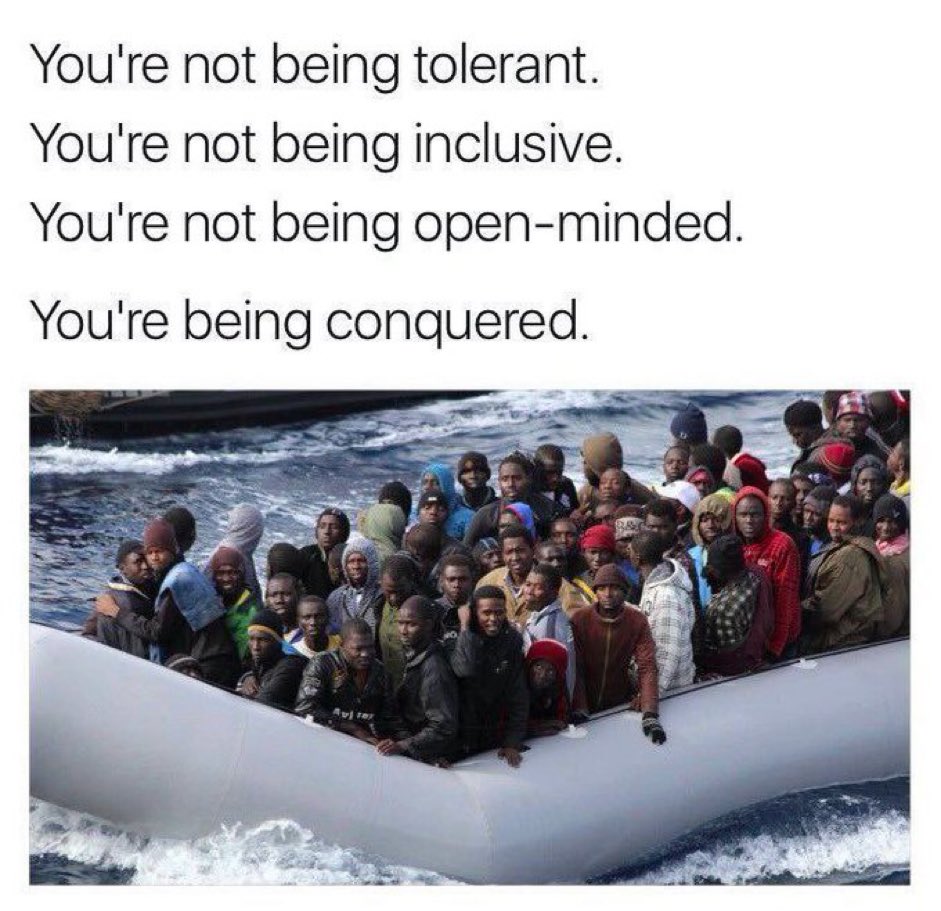 You're not being tolerant.
You're not being inclusive.
You're not being open-minded.
You're being conquered.